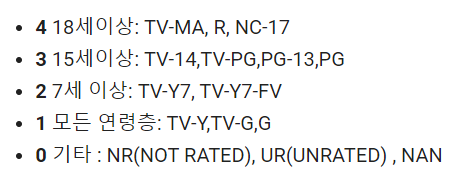 • 4 18세이상: TV-MA, R, NC-17
• 3 15세이상: TV-14,TV-PG,PG-13,PG
• 2 7세 이상: TV-Y7, TV-Y7-FV
• 1 모든 연령층: TV-Y,TV-G,G
• 0 기타 : NR(NOT RATED), UR(UNRATED) , NAN